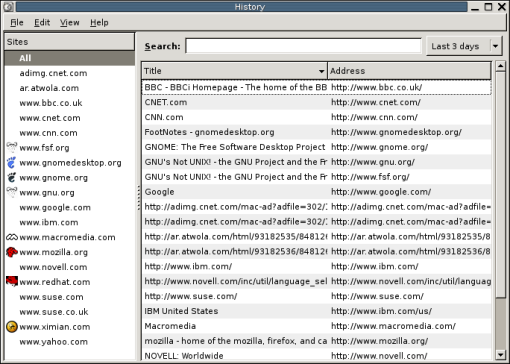 History
File Edit View Help
Sites
All
adimg.cnet.com
ar.atwola.com
www.bbc.co.uk
www.cnet.com
www.cnn.com
www.fsf.org
www.gnomedesktop.org
www.gnome.org
www.gnu.org
www.google.com
www.ibm.com
www.macromedia.com
www.mozilla.org
www.novell.com
www.redhat.com
www.suse.com
www.suse.co.uk
www.ximian.com
www.yahoo.com
Search: Last 3 days
Title Address
BBC - BBCi Homepage - The home of the BB http://www.bbc.co.uk/
CNET.com http://www.cnet.com/
CNN.com http://www.cnn.com/
FootNotes - gnomedesktop.org http://www.gnomedesktop.org/
GNOME: The Free Software Desktop Project http://www.gnome.org/
GNU's Not UNIX! - the GNU Project and the Fr http://www.gnu.org/
GNU's Not UNIX! - the GNU Project and the Fr http://www.fsf.org/
Google http://www.google.com/
http://adimg.cnet.com/mac-ad?adfile=302/: http://adimg.cnet.com/mac-ad?adfile=
http://adimg.cnet.com/mac-ad?adfile=302/: http://adimg.cnet.com/mac-ad?adfile=
http://ar.atwola.com/html/93182535/84812( http://ar.atwola.com/html/93182535/8
http://ar.atwola.com/html/93182536/84812( http://ar.atwola.com/html/93182536/8
http://www.ibm.com/ http://www.ibm.com/
http://www.novell.com/inc/util/language_sel http://www.novell.com/inc/util/languag
http://www.suse.com/ http://www.suse.com/
IBM United States http://www.ibm.com/us/
Macromedia http://www.macromedia.com/
mozilla - home of the mozilla, firefox, and ca http://www.mozilla.org/
NOVELL: Worldwide http://www.novell.com/